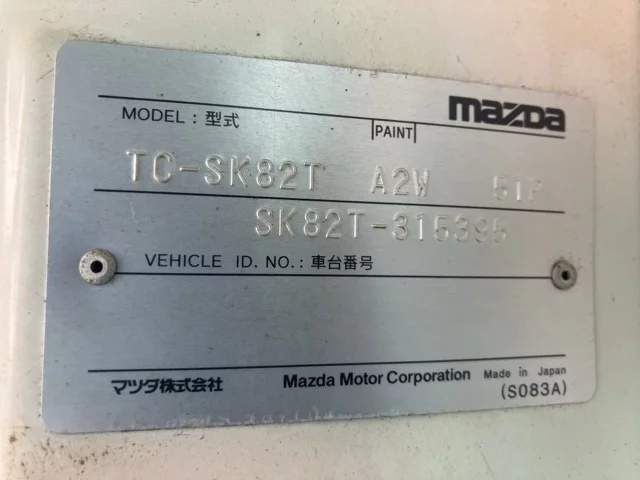 mazda
MODEL : 型式
PAINT
TC-SK82T A2W 51P
SK82T-315395
VEHICLE ID. NO. : 車台番号
マツダ株式会社 Mazda Motor Corporation Made in Japan
(S083A)